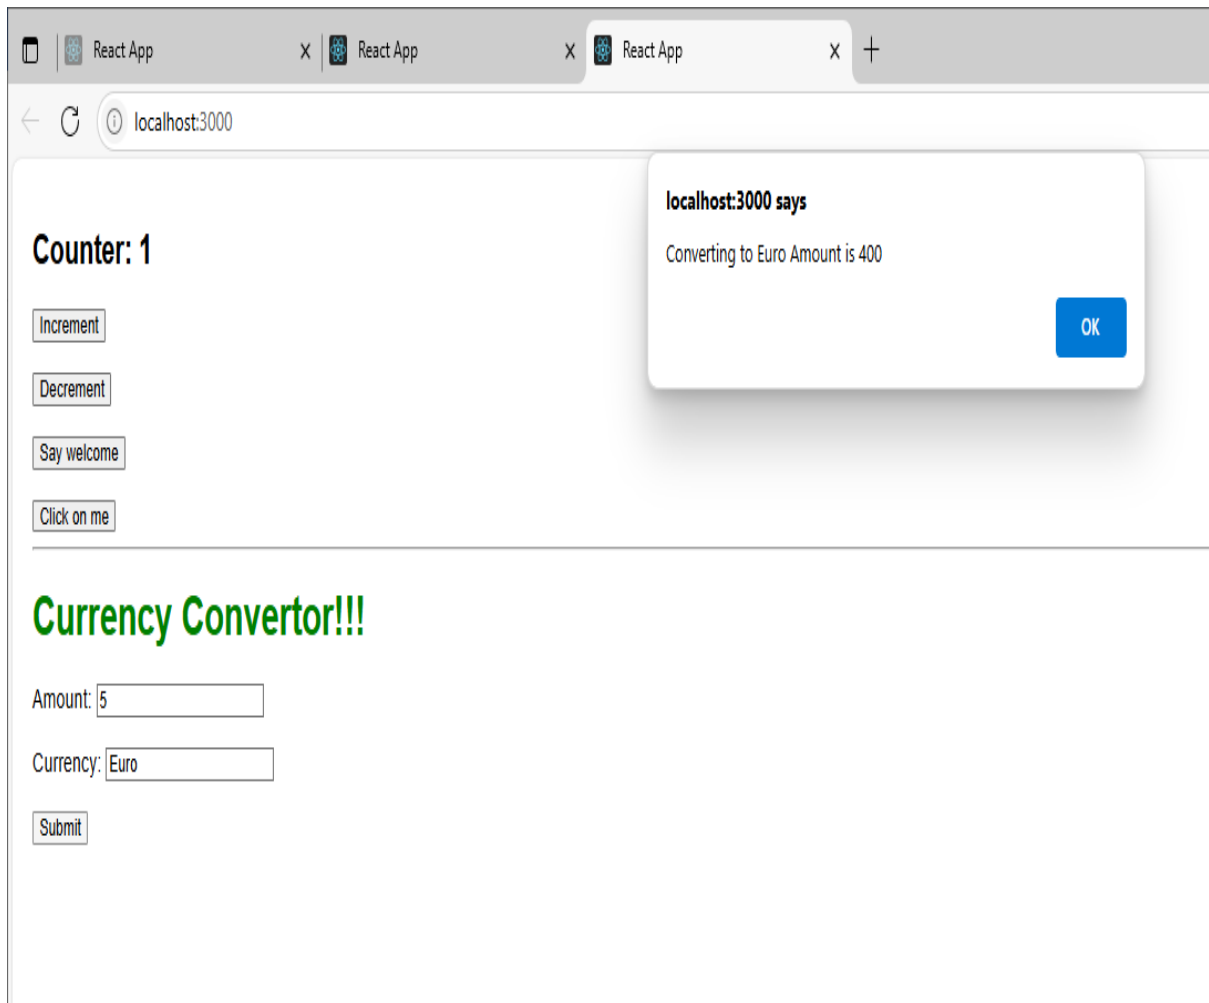 React App React App React App
localhost:3000
localhost:3000 says
Converting to Euro Amount is 400
OK
Counter: 1
Increment
Decrement
Say welcome
Click on me
Currency Convertor!!!
Amount: 5
Currency: Euro
Submit